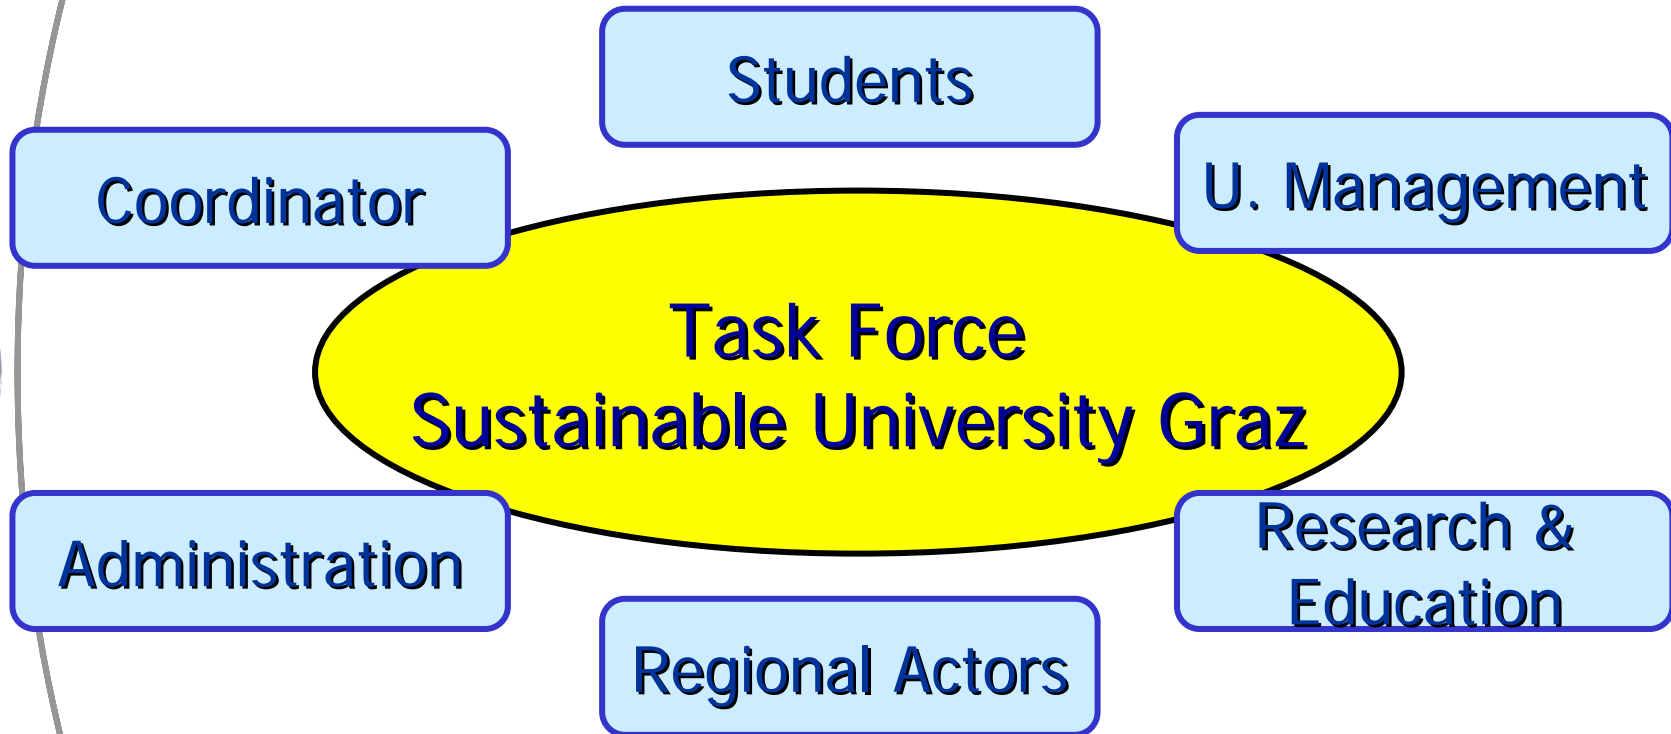 Students
Coordinator
U. Management
Task Force
Sustainable University Graz
Administration
Research &
Education
Regional Actors